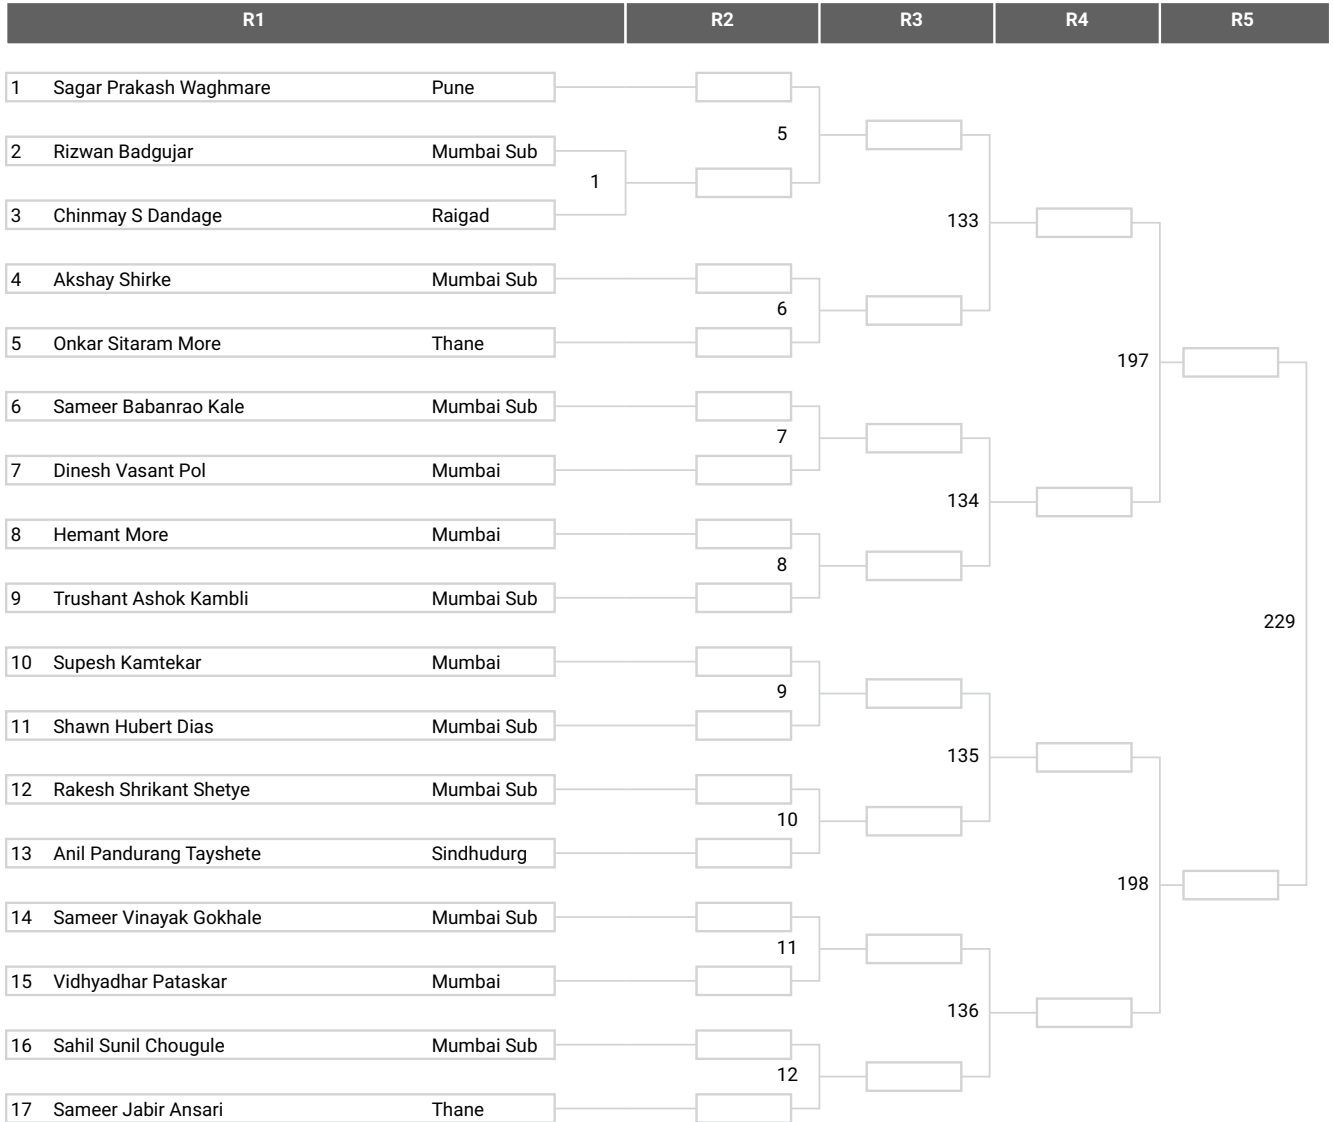 R1 R2 R3 R4 R5
1 Sagar Prakash Waghmare Pune
5
2 Rizwan Badgujar Mumbai Sub
1
3 Chinmay S Dandage Raigad
133
4 Akshay Shirke Mumbai Sub
6
5 Onkar Sitaram More Thane
197
6 Sameer Babanrao Kale Mumbai Sub
7
7 Dinesh Vasant Pol Mumbai
134
8 Hemant More Mumbai
8
9 Trushant Ashok Kambli Mumbai Sub
229
10 Supesh Kamtekar Mumbai
9
11 Shawn Hubert Dias Mumbai Sub
135
12 Rakesh Shrikant Shetye Mumbai Sub
10
13 Anil Pandurang Tayshete Sindhudurg
198
14 Sameer Vinayak Gokhale Mumbai Sub
11
15 Vidhyadhar Pataskar Mumbai
136
16 Sahil Sunil Chougule Mumbai Sub
12
17 Sameer Jabir Ansari Thane